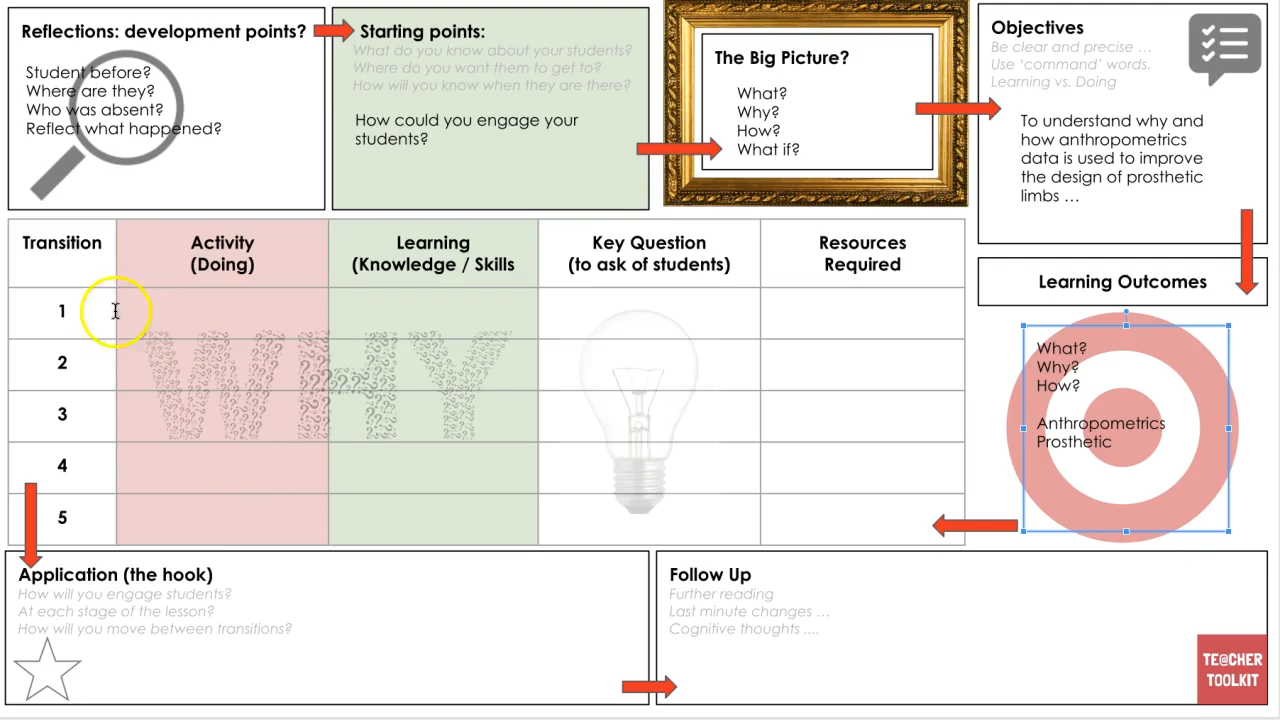 Reflections: development points?
Student before?
Where are they?
Who was absent?
Reflect what happened?
Starting points:
What do you know about your students?
Where do you want them to get to?
How will you know when they are there?
How could you engage your
students?
The Big Picture?
What?
Why?
How?
What if?
Objectives
Be clear and precise ...
Use ‘command’ words.
Learning vs. Doing
To understand why and
how anthropometrics
data is used to improve
the design of prosthetic
limbs ...
Transition
Activity
(Doing)
Learning
(Knowledge / Skills
Key Question
(to ask of students)
Resources
Required
1
2
3
4
5
WHY
Learning Outcomes
What?
Why?
How?
Anthropometrics
Prosthetic
Application (the hook)
How will you engage students?
At each stage of the lesson?
How will you move between transitions?
Follow Up
Further reading
Last minute changes ...
Cognitive thoughts ....
TE@CHER
TOOLKIT